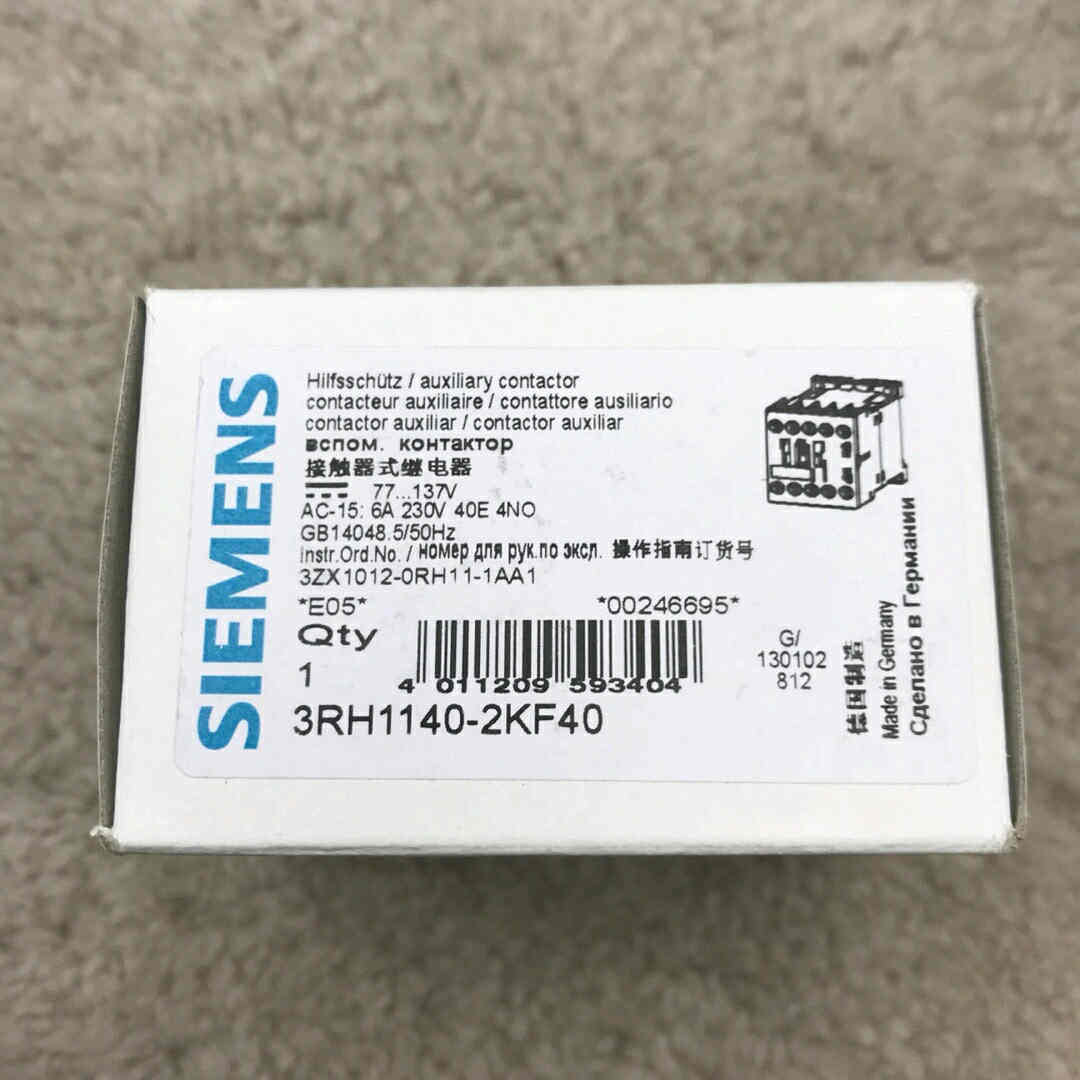 SIEMENS
Hilfsschütz / auxiliary contactor
contacteur auxiliaire / contattore ausiliario
contactor auxiliar / contactor auxiliar
вспом. контактор
接触器式继电器
77...137V
AC-15: 6A 230V 40E 4NO
GB14048.5/50Hz
Instr.Ord.No. / номер для рук.по эксл. 操作指南订货号
3ZX1012-0RH11-1AA1
*E05* *00246695*
Qty
1
4 011209 593404
3RH1140-2KF40
G/
130102
812
德国制造
Made in Germany
Сделано в Германии